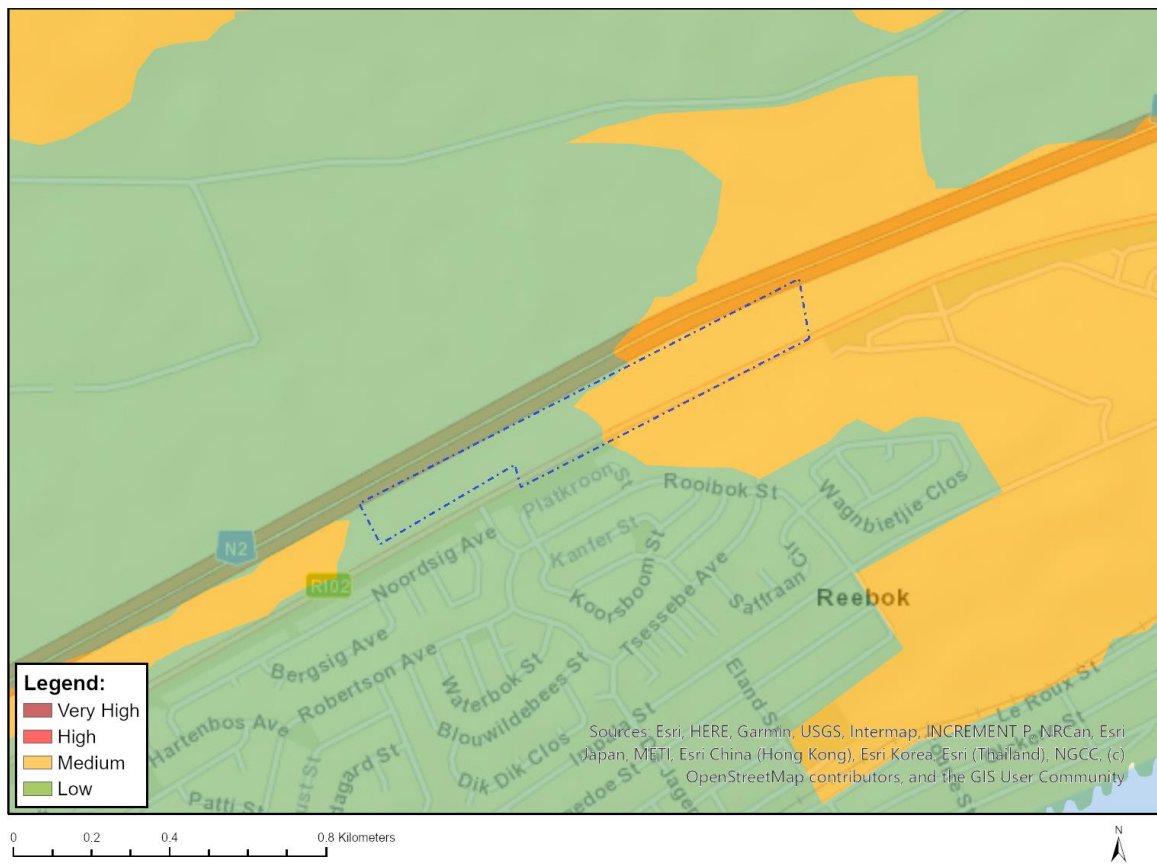 N2
R102
Noordsig Ave
Platkroon St
Rooibok St
Kanfer St
Koorsboom St
Tsessebe Ave
Saffraan Cir
Wagnbietjie Clos
Reebok
Bergsig Ave
Robertson Ave
Waterbok St
Blouwildebees St
Hartenbos Ave
Dik Dik Clos
Eland St
Le Roux St
Patti St
Legend:
Very High
High
Medium
Low
Sources: Esri, HERE, Garmin, USGS, Intermap, INCREMENT P, NRCan, Esri
Japan, METI, Esri China (Hong Kong), Esri Korea, Esri (Thailand), NGCC, (c)
OpenStreetMap contributors, and the GIS User Community
0 0.2 0.4 0.8 Kilometers
N